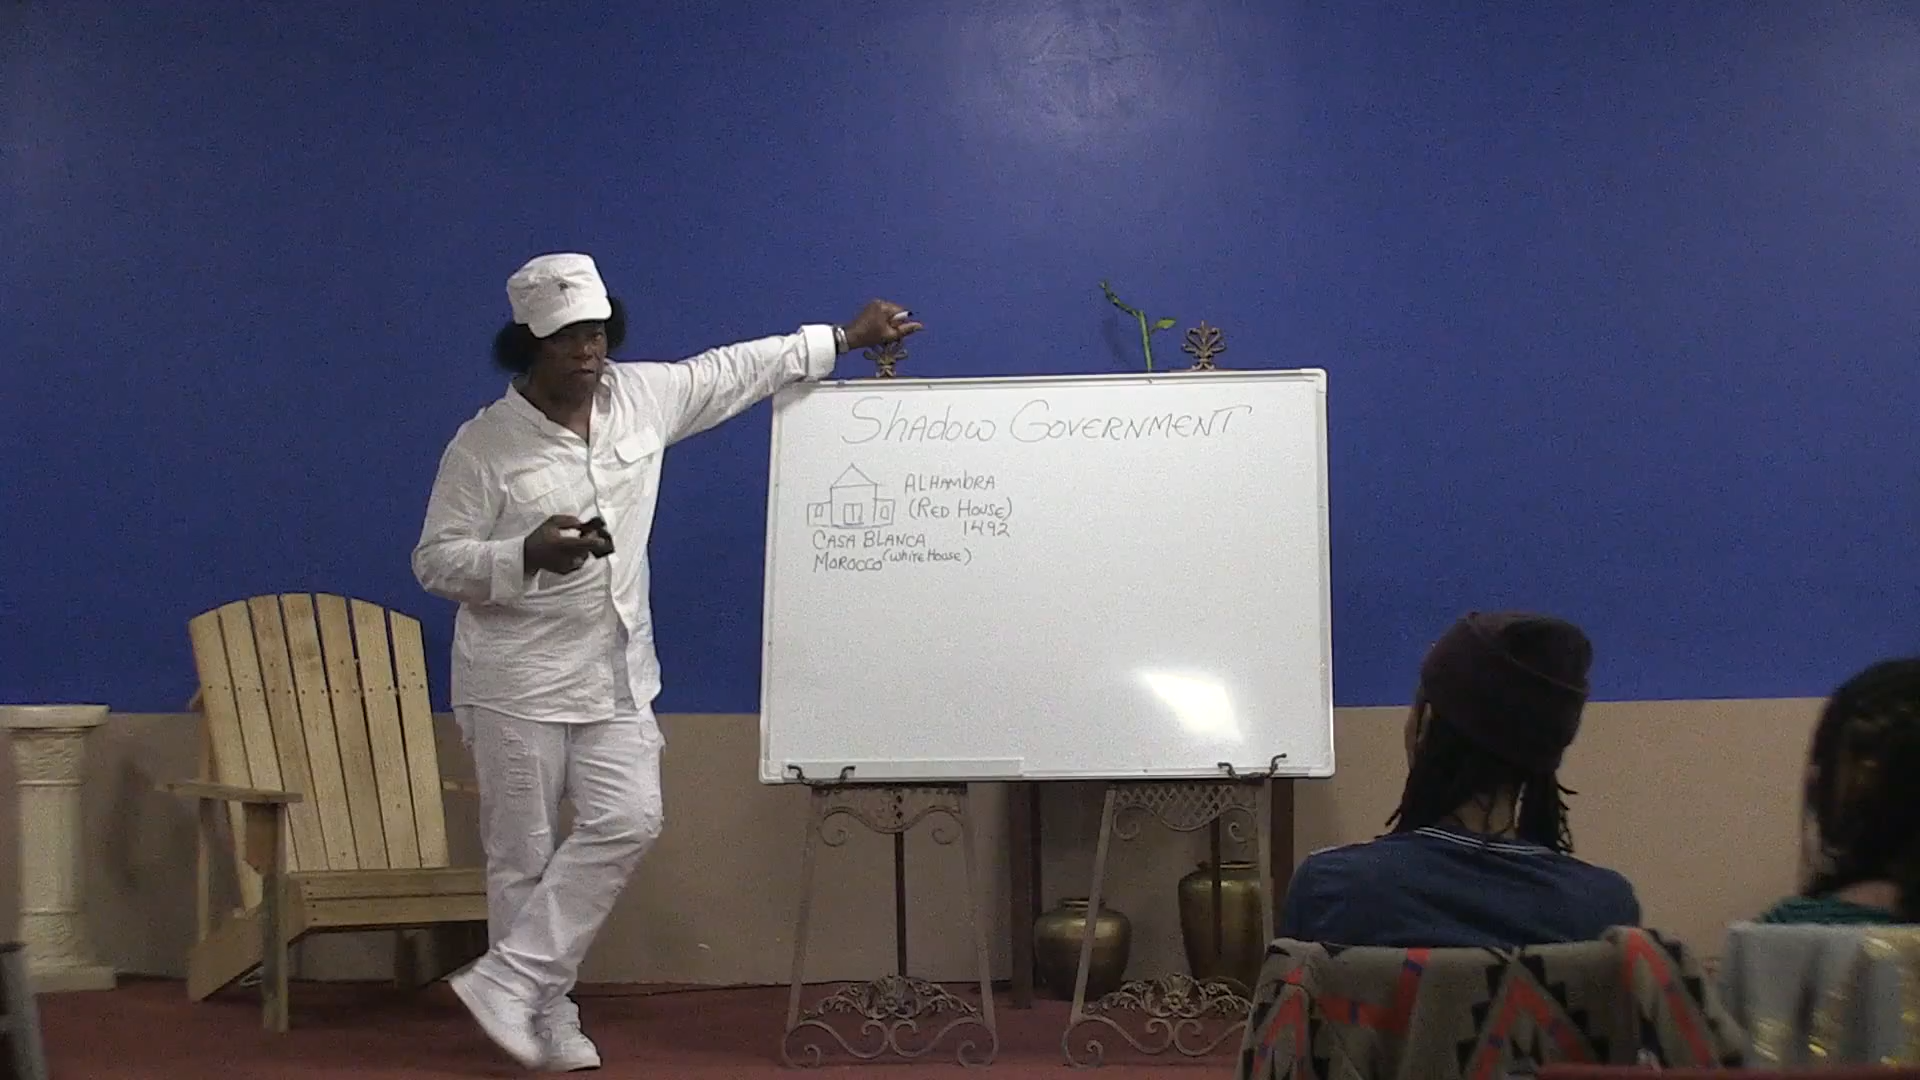 Shadow Government
ALHAMBRA
(RED HOUSE)
1492
CASA BLANCA
MOROCCO (WHITE HOUSE)